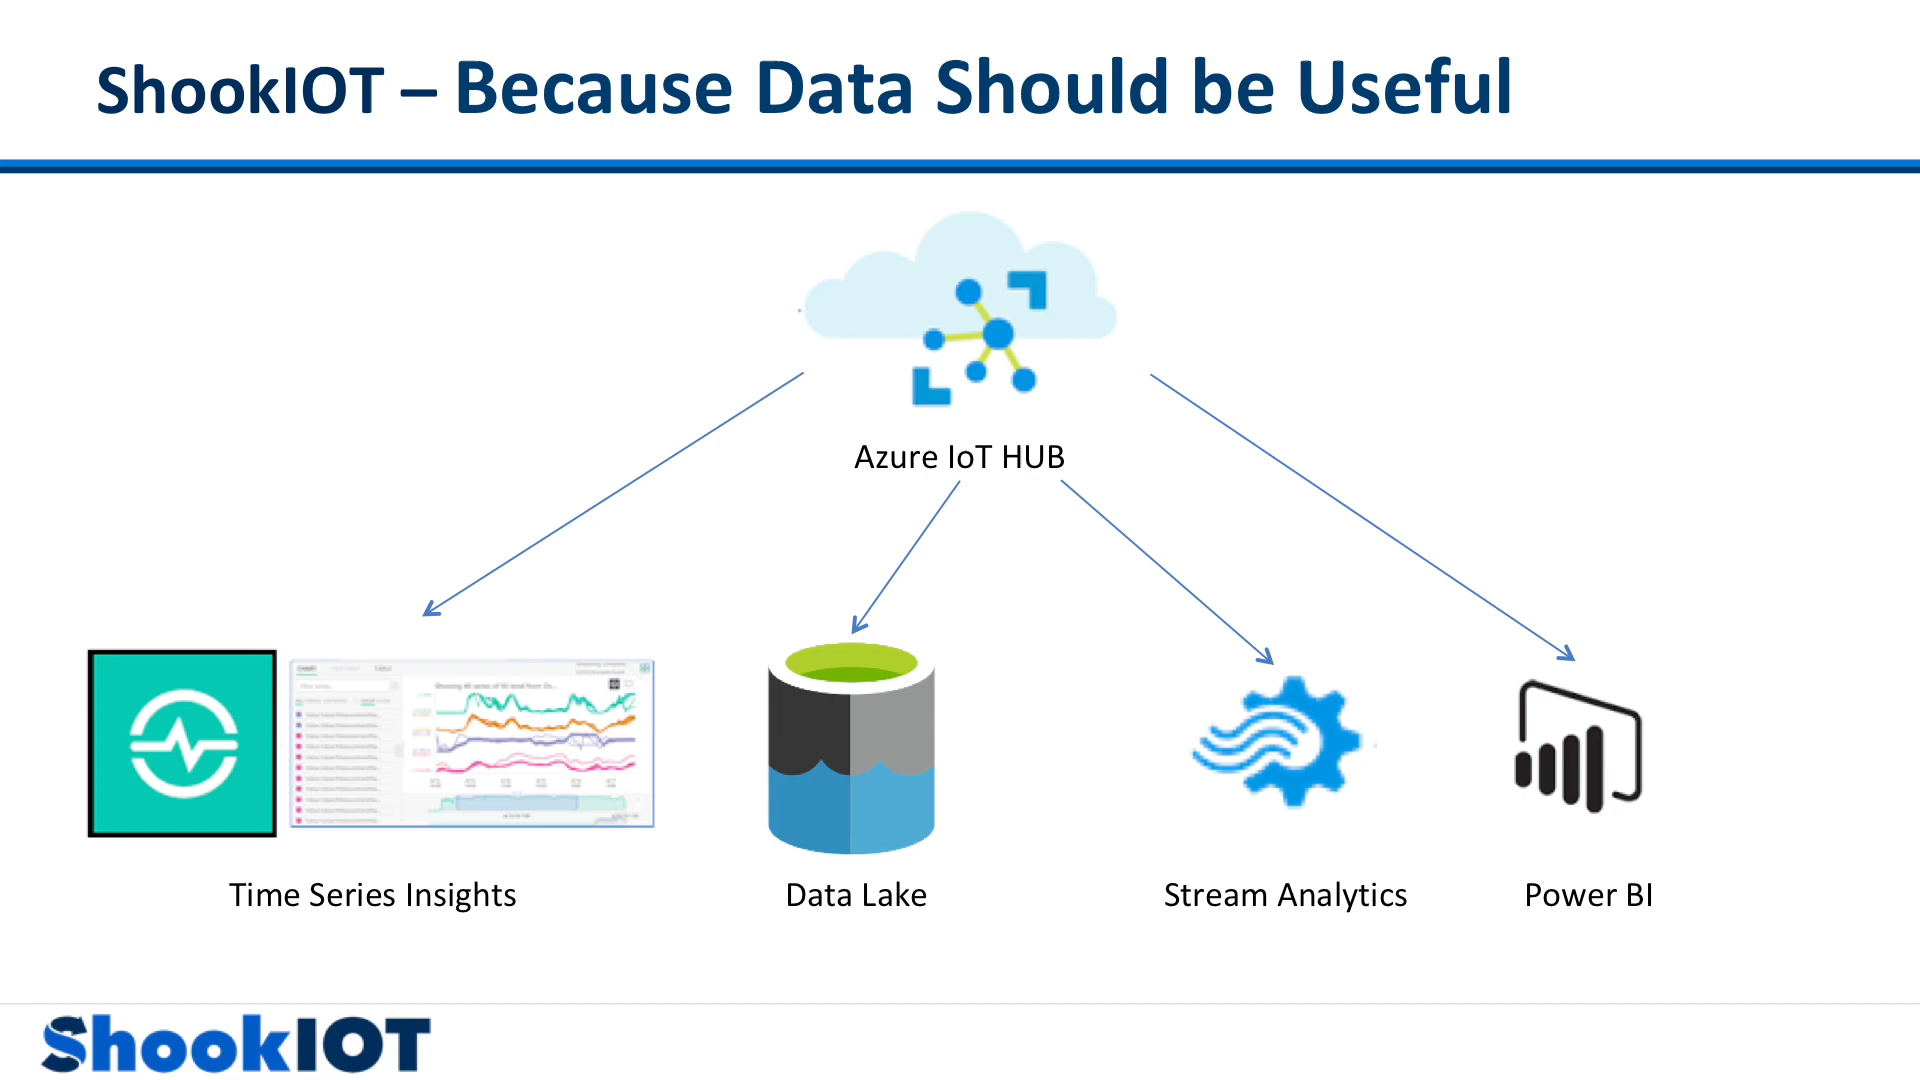 ShookIOT – Because Data Should be Useful
Azure IoT HUB
Time Series Insights
Data Lake
Stream Analytics
Power BI
ShookIOT